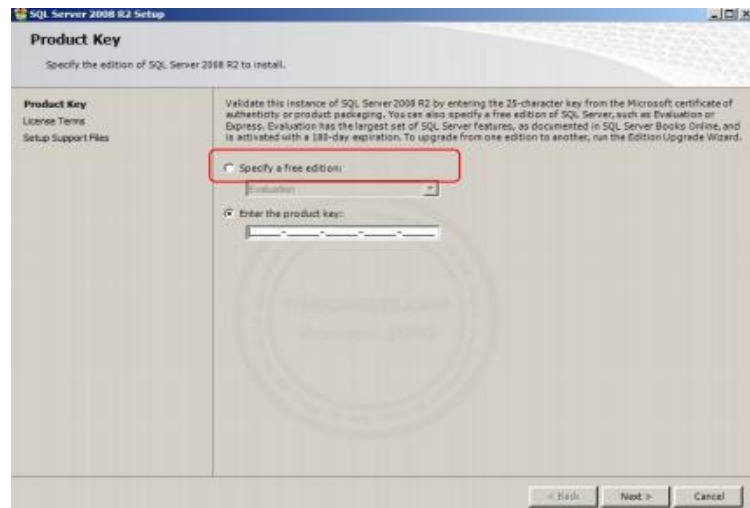 SQL Server 2008 R2 Setup
Product Key
Specify the edition of SQL Server 2008 R2 to install.
Product Key
License Terms
Setup Support Files
Validate this instance of SQL Server 2008 R2 by entering the 25-character key from the Microsoft certificate of
authenticity or product packaging. You can also specify a free edition of SQL Server, such as Evaluation or
Express. Evaluation has the largest set of SQL Server features, as documented in SQL Server Books Online, and
is activated with a 180-day expiration. To upgrade from one edition to another, run the Edition Upgrade Wizard.
Specify a free edition:
Evaluation
Enter the product key:
_____-_____-_____-_____-_____
< Back
Next >
Cancel